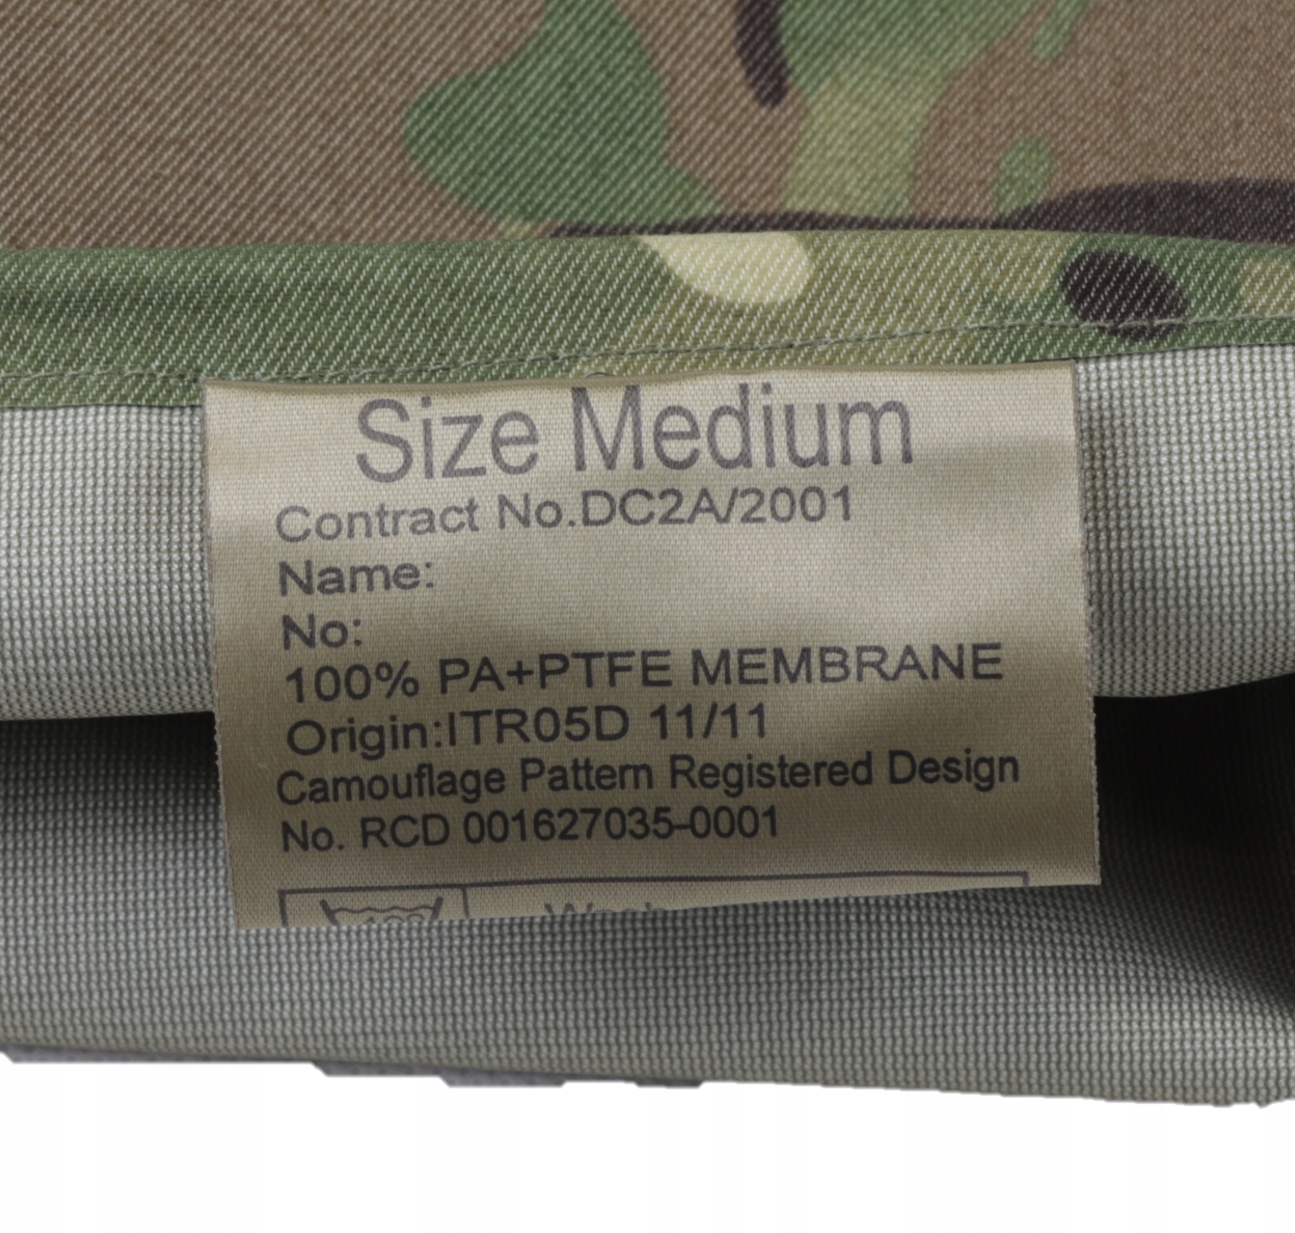 Size Medium
Contract No.DC2A/2001
Name:
No:
100% PA+PTFE MEMBRANE
Origin:ITR05D 11/11
Camouflage Pattern Registered Design
No. RCD 001627035-0001